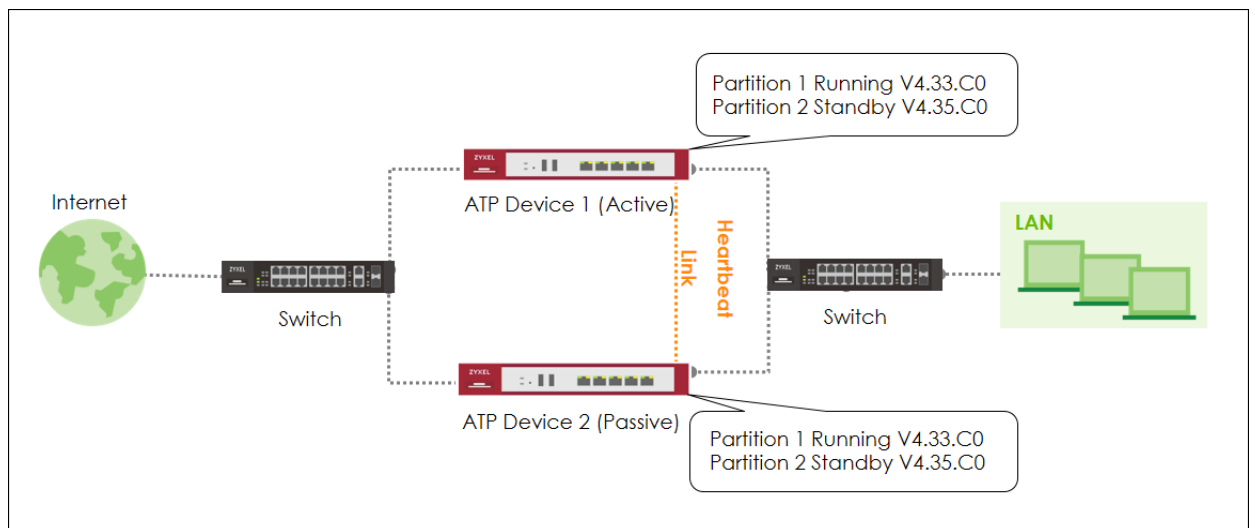 Partition 1 Running V4.33.C0
Partition 2 Standby V4.35.C0
ZYXEL
ATP Device 1 (Active)
Internet
ZYXEL
Switch
Heartbeat
Link
ZYXEL
Switch
LAN
ZYXEL
ATP Device 2 (Passive)
Partition 1 Running V4.33.C0
Partition 2 Standby V4.35.C0